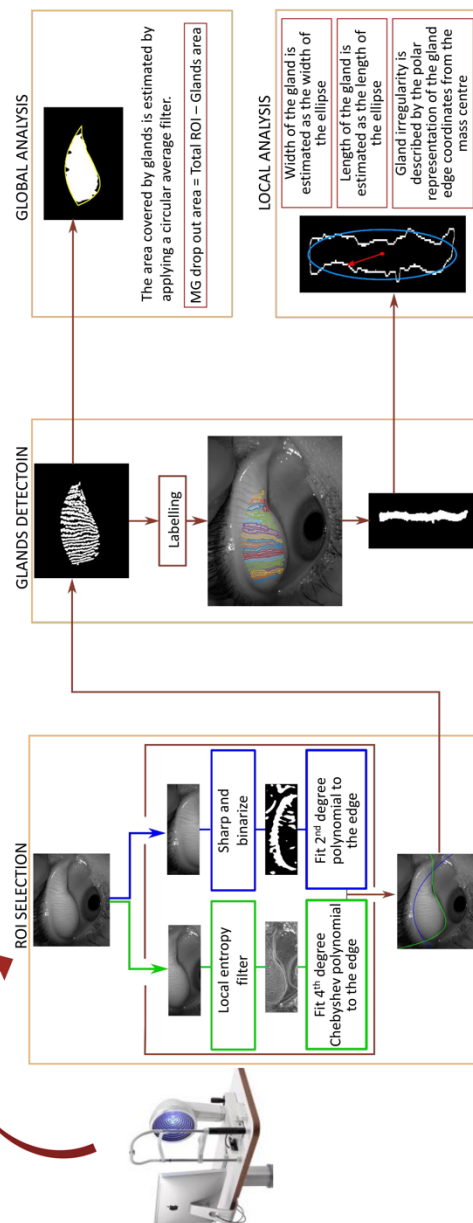 ROI SELECTION
Local entropy
filter
Fit 4th degree
Chebyshev polynomial
to the edge
Sharp and
binarize
Fit 2nd degree
polynomial to
the edge
GLANDS DETECTOIN
Labelling
GLOBAL ANALYSIS
The area covered by glands is estimated by
applying a circular average filter.
MG drop out area = Total ROI – Glands area
LOCAL ANALYSIS
Width of the gland is
estimated as the width of
the ellipse
Length of the gland is
estimated as the length of
the ellipse
Gland irregularity is
described by the polar
representation of the gland
edge coordinates from the
mass centre